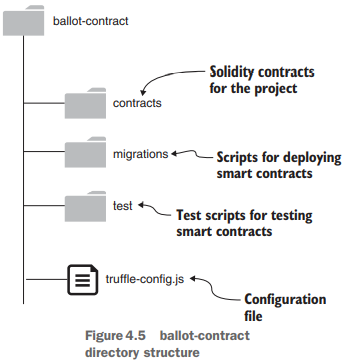 ballot-contract
Solidity contracts
for the project
contracts
migrations
Scripts for deploying
smart contracts
test
Test scripts for testing
smart contracts
truffle-config.js
Configuration
file
Figure 4.5 ballot-contract
directory structure